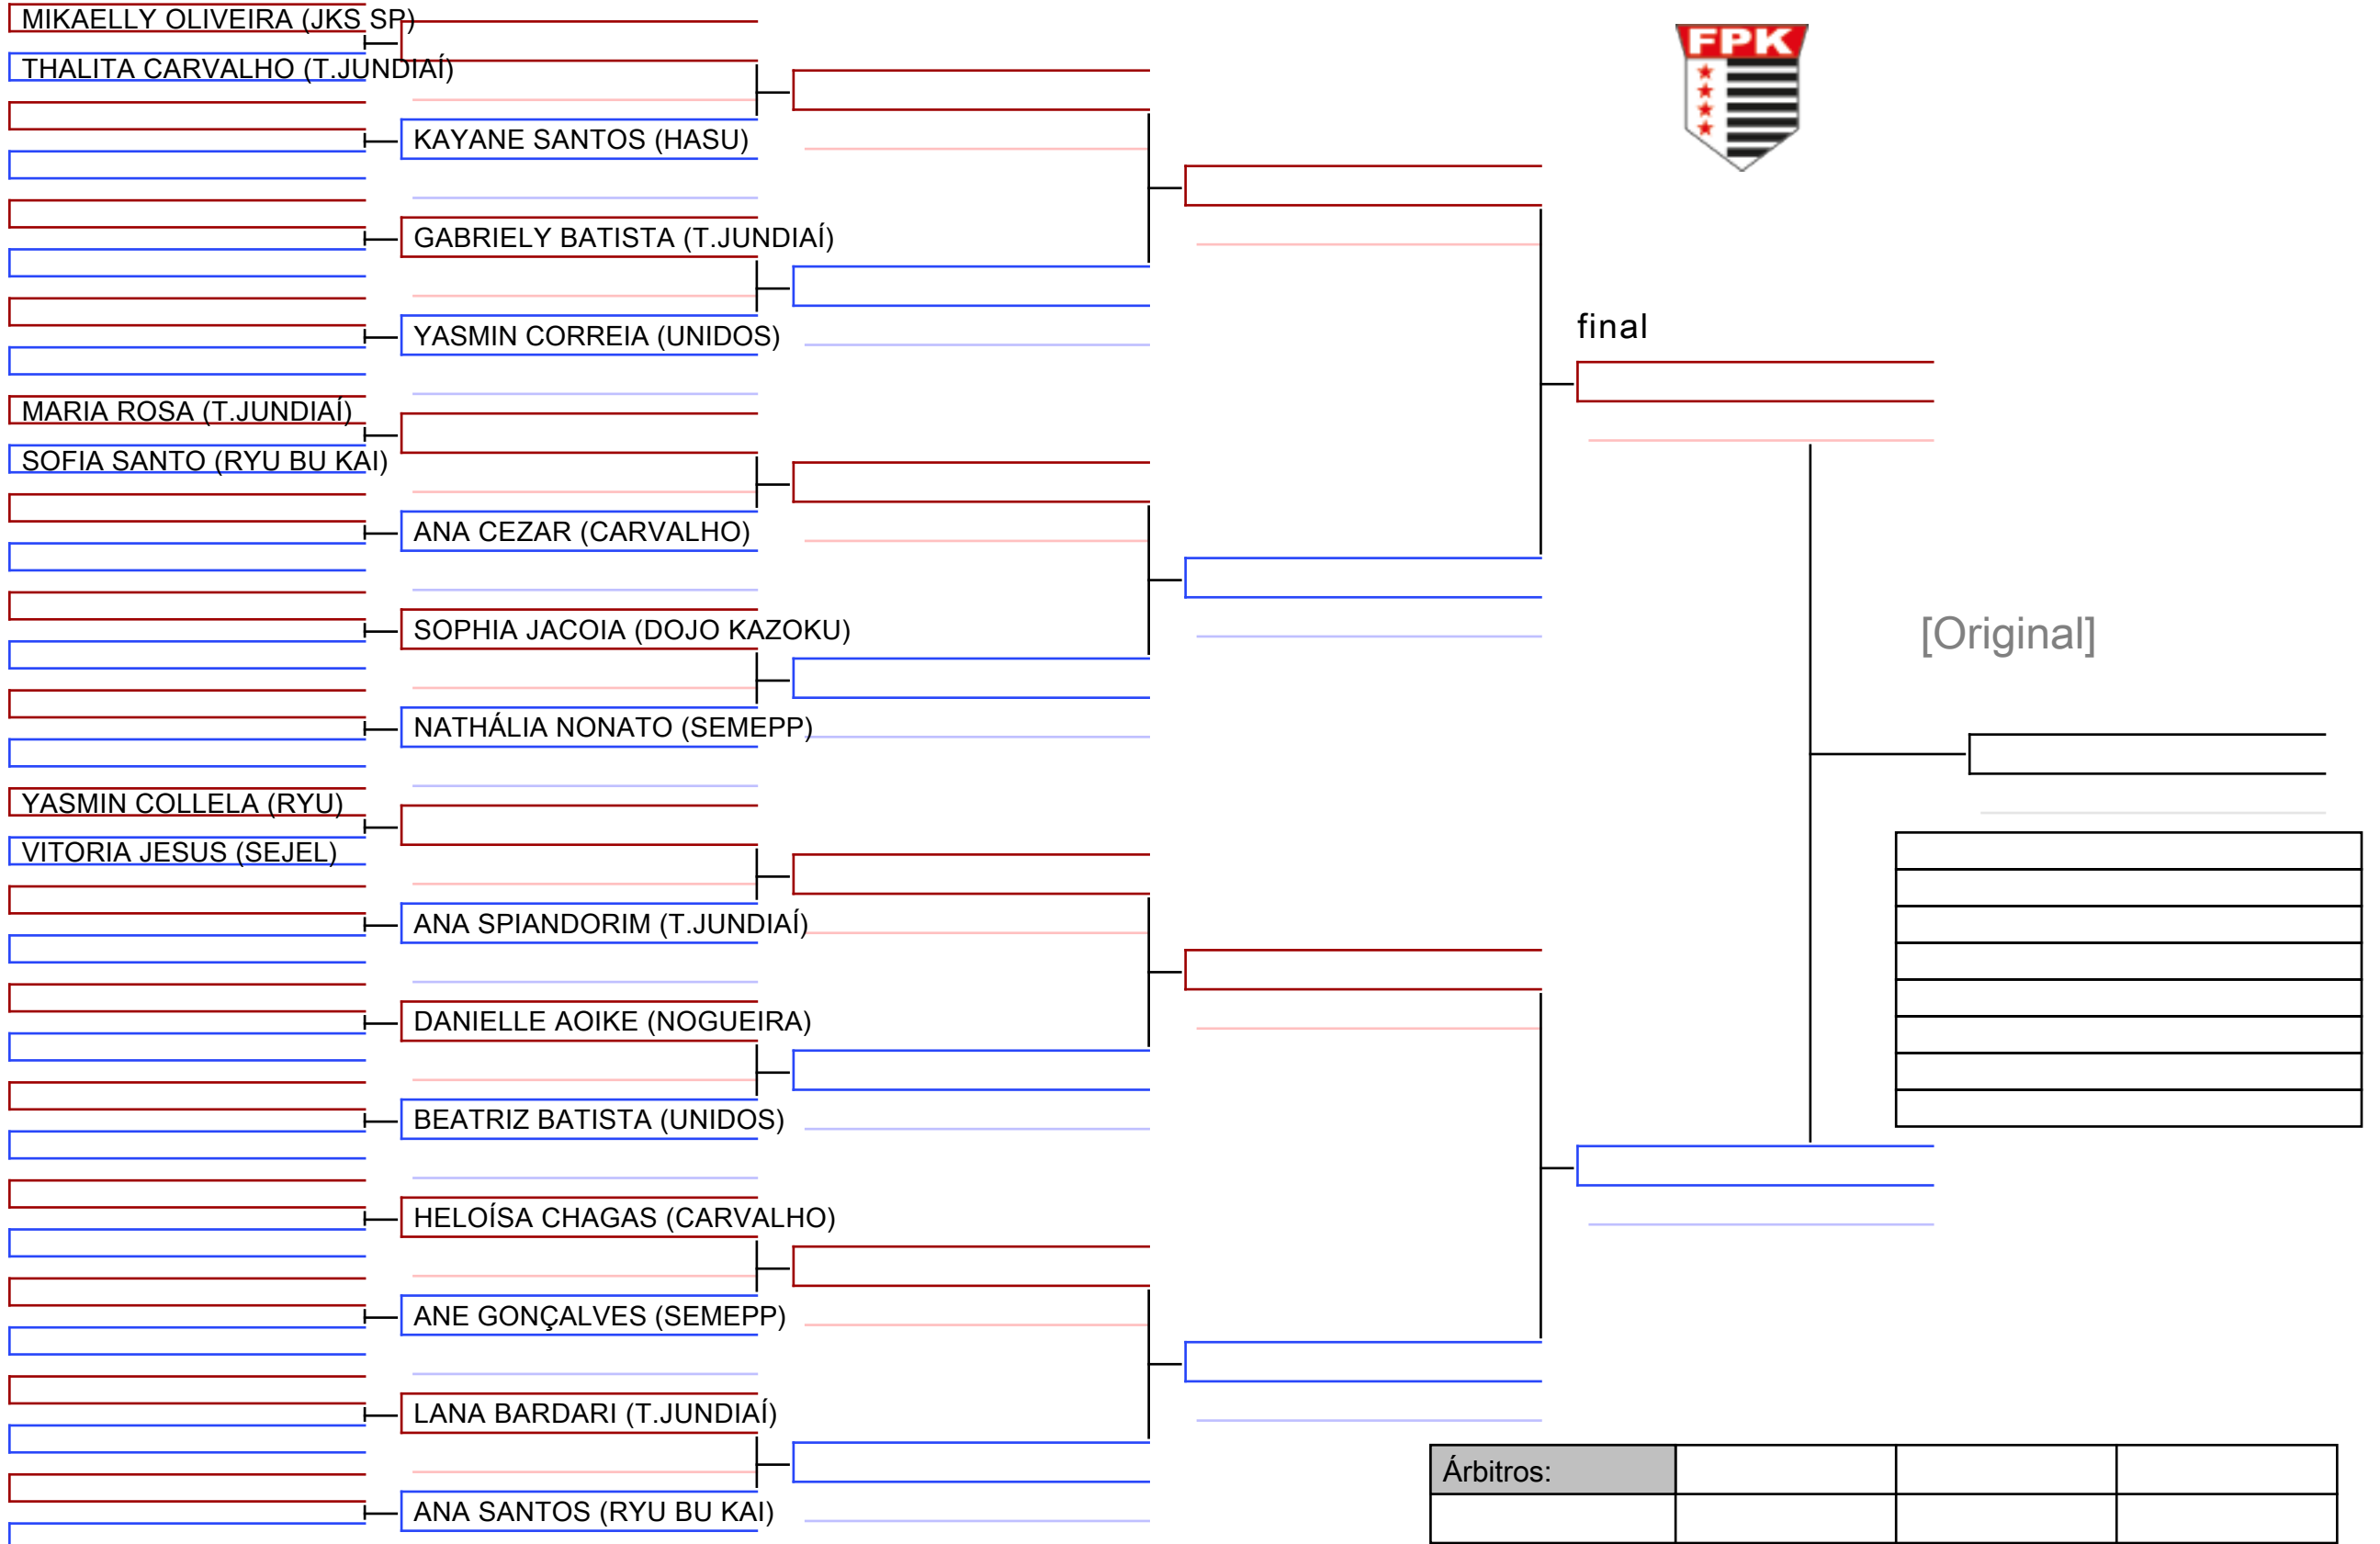 MIKAELLY OLIVEIRA (JKS SP)
THALITA CARVALHO (T.JUNDIAÍ)
KAYANE SANTOS (HASU)
GABRIELY BATISTA (T.JUNDIAÍ)
YASMIN CORREIA (UNIDOS)
MARIA ROSA (T.JUNDIAÍ)
SOFIA SANTO (RYU BU KAI)
ANA CEZAR (CARVALHO)
SOPHIA JACOIA (DOJO KAZOKU)
NATHÁLIA NONATO (SEMEPP)
YASMIN COLLELA (RYU)
VITORIA JESUS (SEJEL)
ANA SPIANDORIM (T.JUNDIAÍ)
DANIELLE AOIKE (NOGUEIRA)
BEATRIZ BATISTA (UNIDOS)
HELOÍSA CHAGAS (CARVALHO)
ANE GONÇALVES (SEMEPP)
LANA BARDARI (T.JUNDIAÍ)
ANA SANTOS (RYU BU KAI)
FPK
final
[Original]
Árbitros: